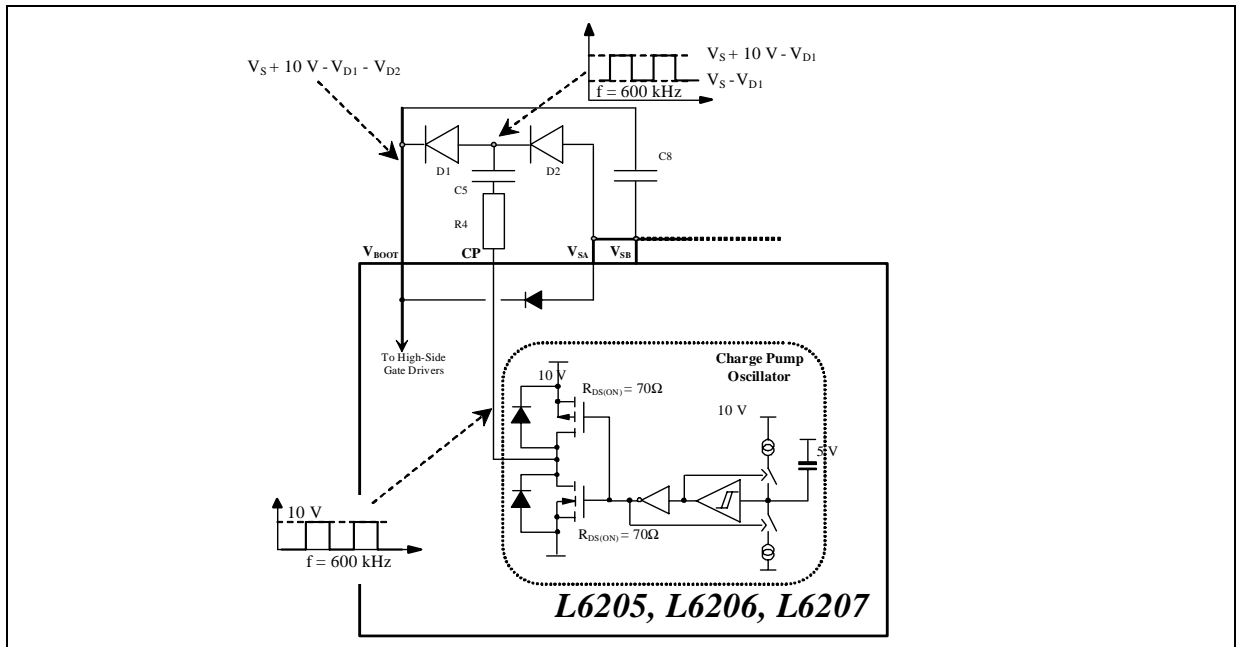 V_S + 10 V - V_D1 - V_D2
V_S + 10 V - V_D1
V_S - V_D1
f = 600 kHz
D1
D2
C8
C5
R4
V_BOOT
CP
V_SA
V_SB
To High-Side
Gate Drivers
Charge Pump
Oscillator
10 V
R_DS(ON) = 70Ω
10 V
5 V
R_DS(ON) = 70Ω
10 V
f = 600 kHz
L6205, L6206, L6207